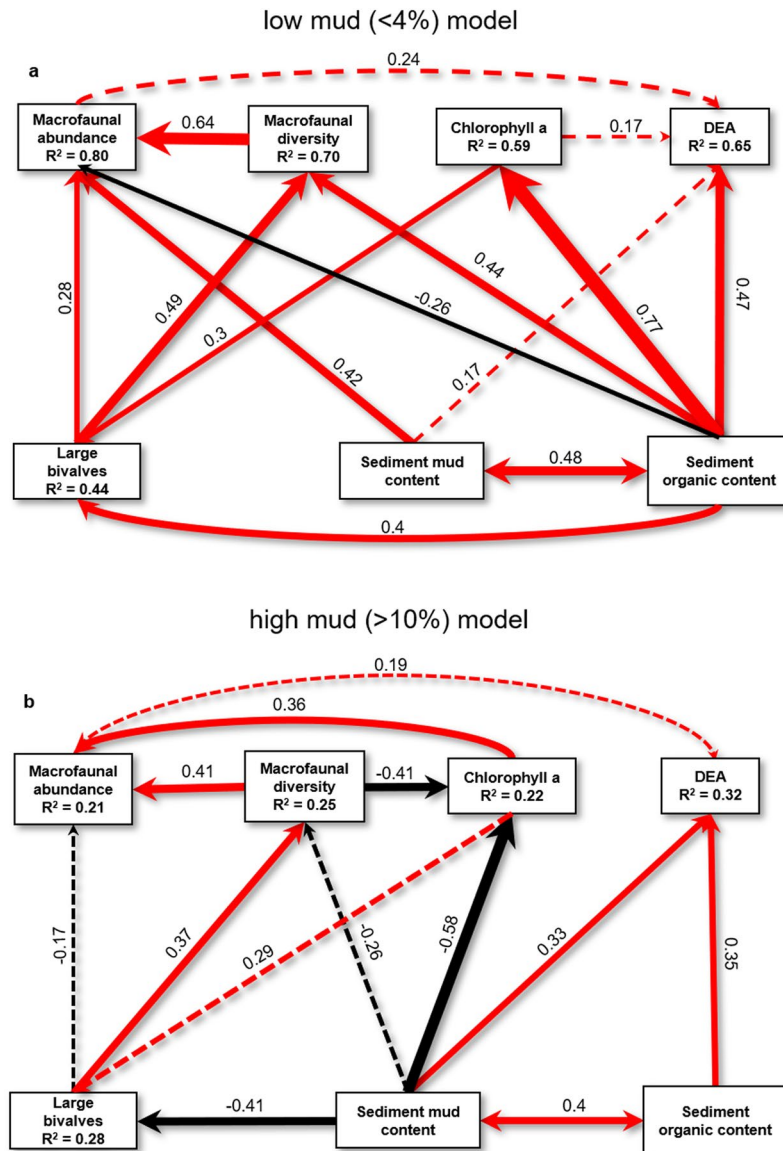 low mud (<4%) model
a
0.24
Macrofaunal
abundance
R² = 0.80
0.64
Macrofaunal
diversity
R² = 0.70
Chlorophyll a
R² = 0.59
0.17
DEA
R² = 0.65
0.28
0.49
0.3
0.42
0.44
-0.26
0.17
0.77
0.47
Large
bivalves
R² = 0.44
Sediment mud
content
0.48
Sediment
organic content
0.4
high mud (>10%) model
b
0.19
0.36
Macrofaunal
abundance
R² = 0.21
0.41
Macrofaunal
diversity
R² = 0.25
-0.41
Chlorophyll a
R² = 0.22
DEA
R² = 0.32
-0.17
0.37
0.29
-0.26
-0.58
0.33
0.35
Large
bivalves
R² = 0.28
-0.41
Sediment mud
content
0.4
Sediment
organic content